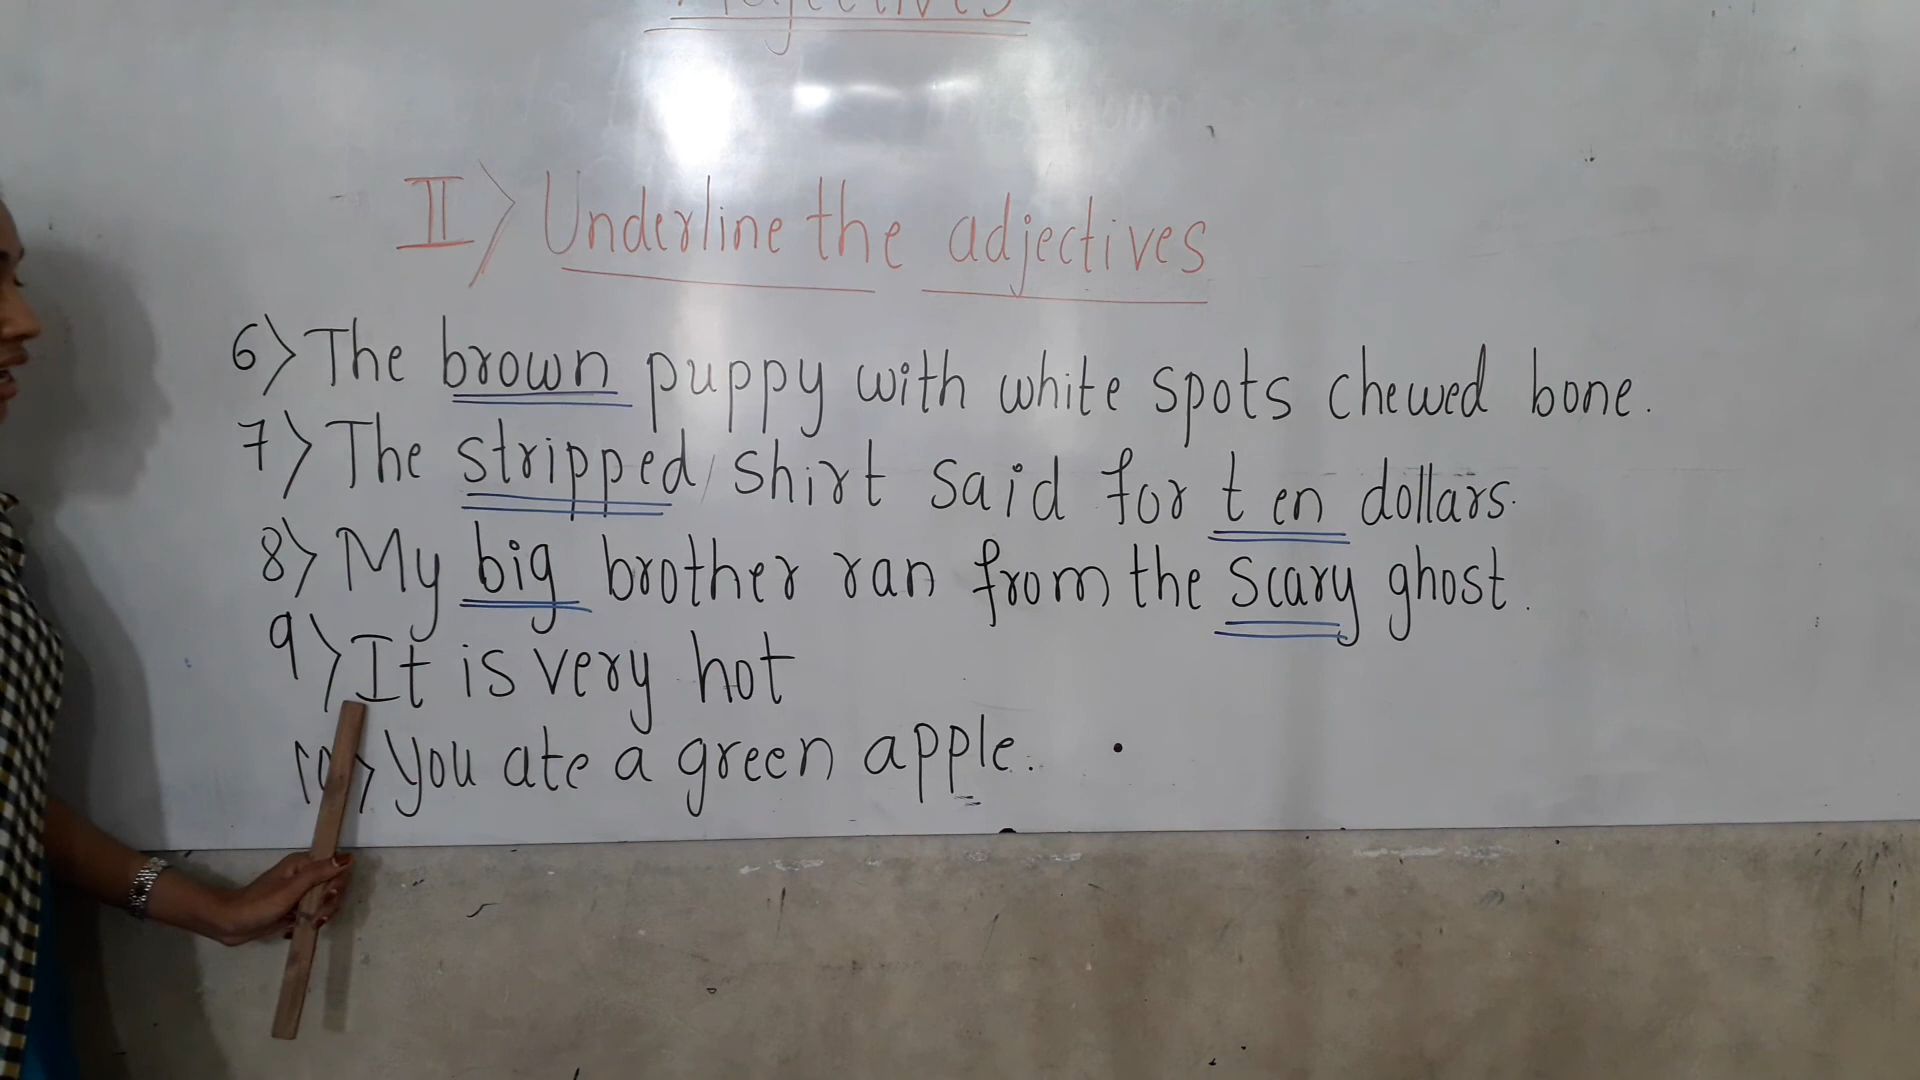 Adjectives
II) Underline the adjectives
6) The brown puppy with white spots chewed bone.
7) The stripped shirt said for ten dollars.
8) My big brother ran from the scary ghost.
9) It is very hot
10) You ate a green apple.